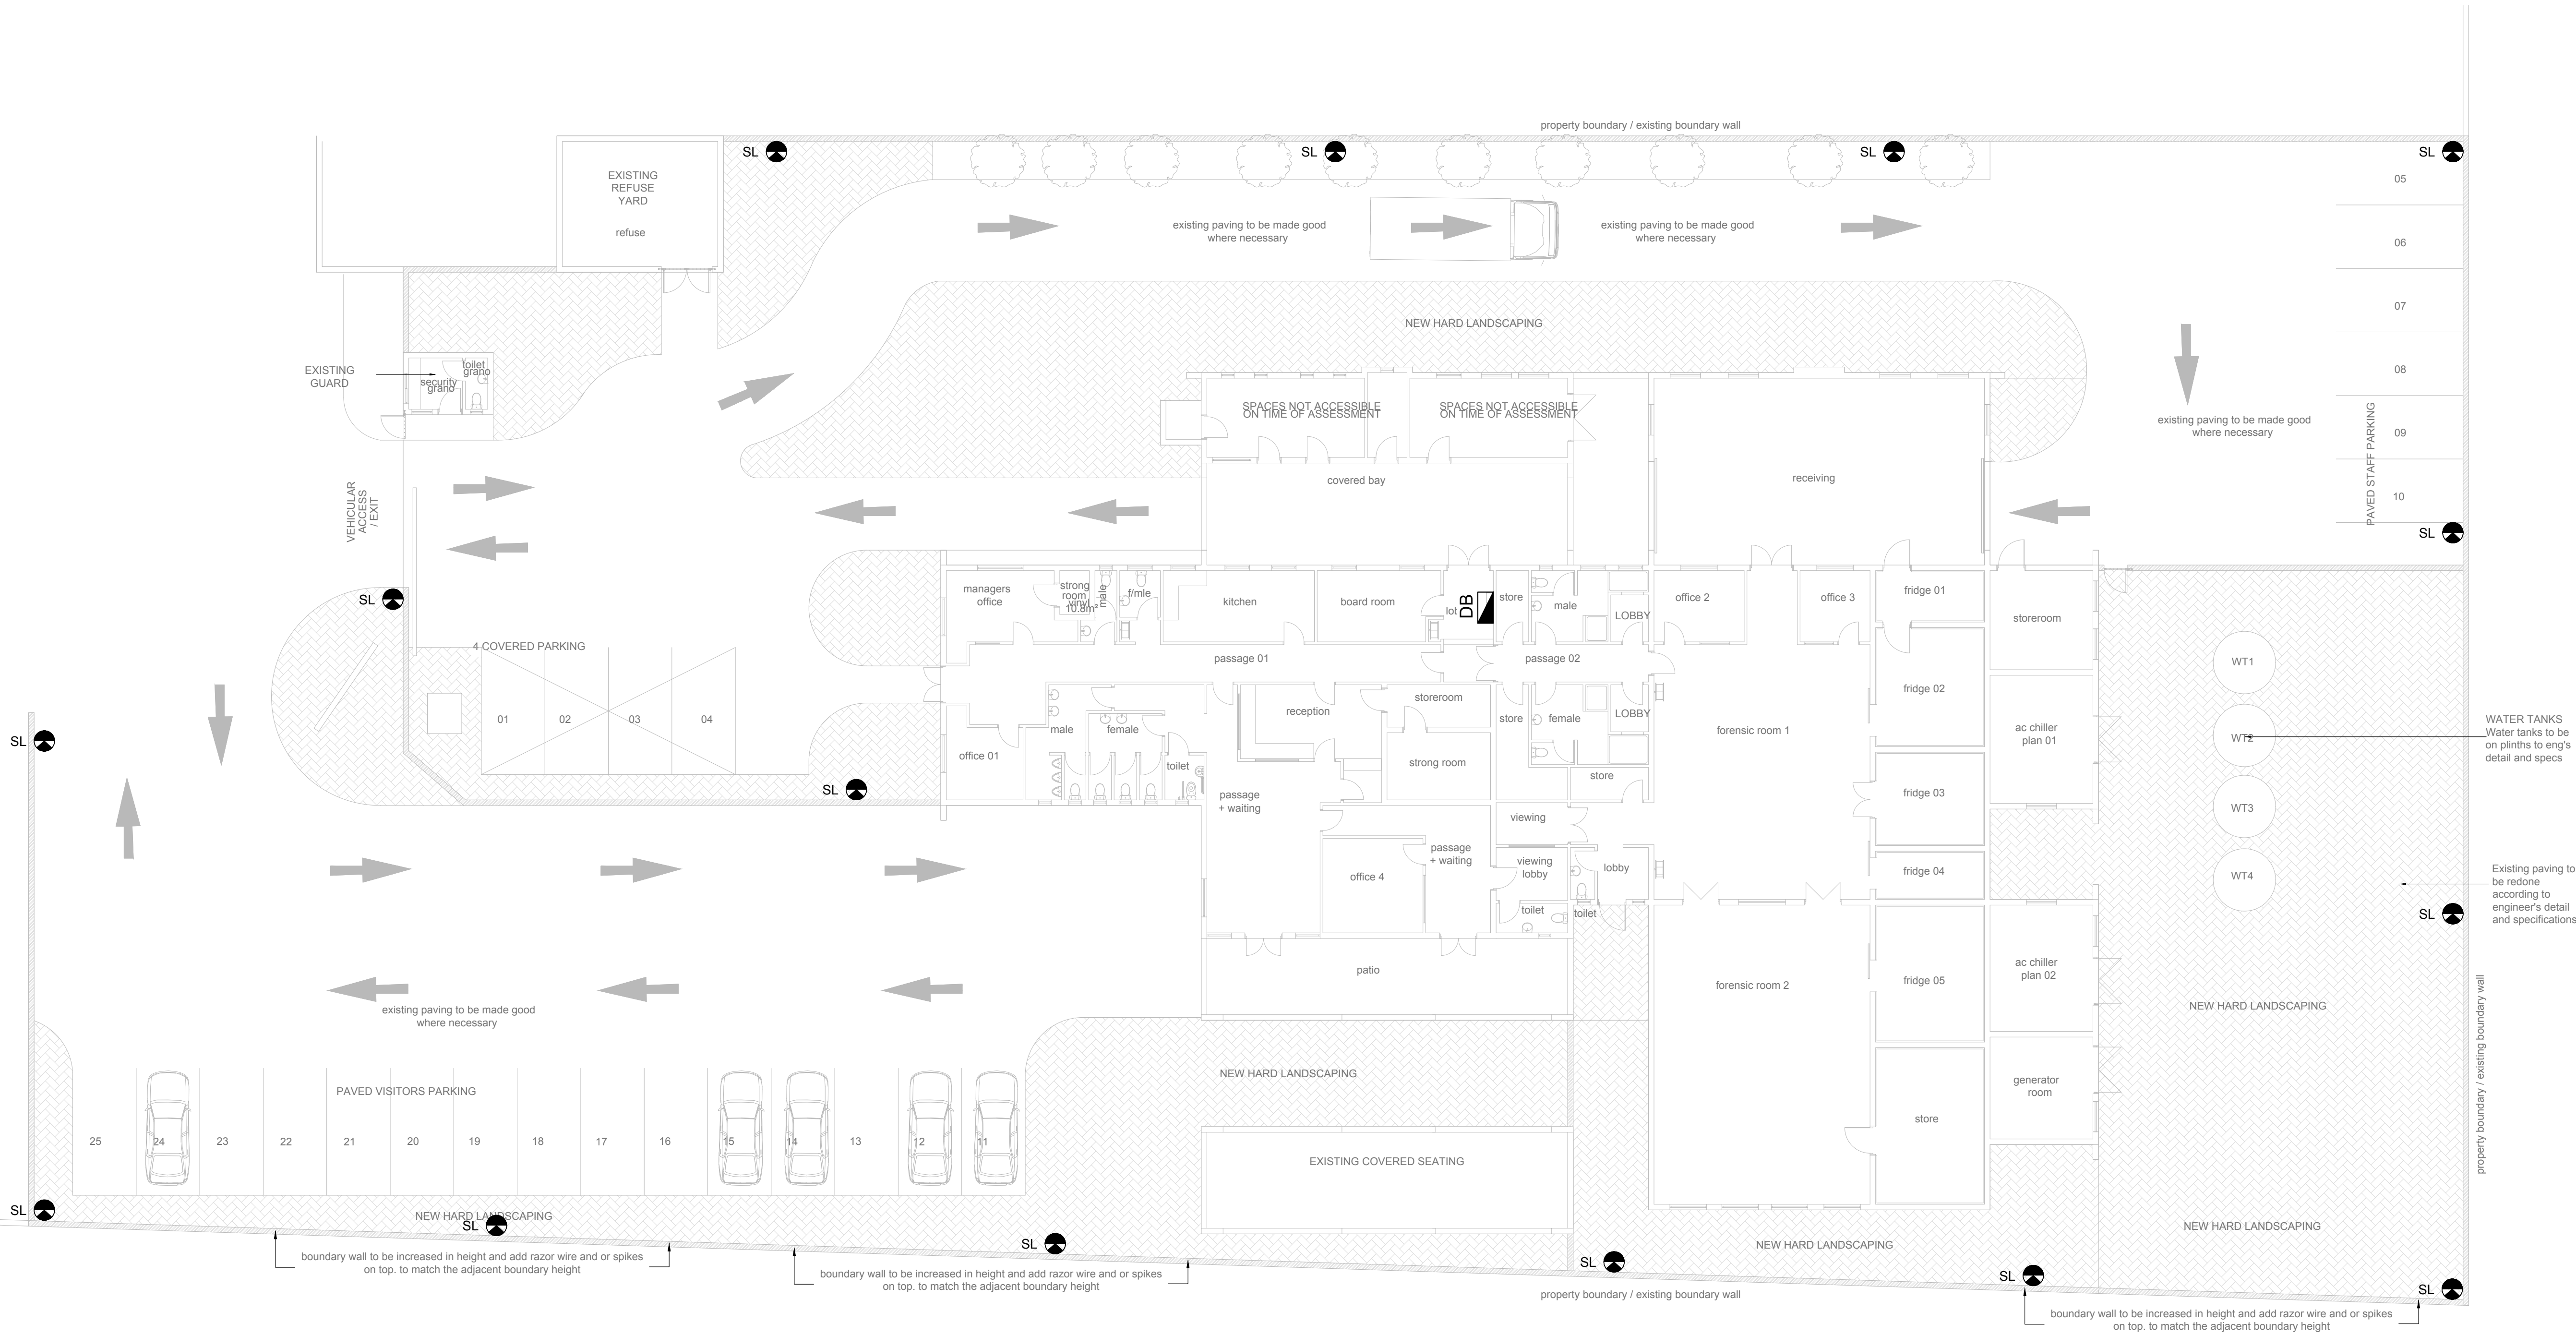 property boundary / existing boundary wall
SL
SL
SL
SL
EXISTING
REFUSE
YARD
refuse
existing paving to be made good
where necessary
existing paving to be made good
where necessary
05
06
07
08
09
10
PAVED STAFF PARKING
NEW HARD LANDSCAPING
EXISTING
GUARD
security
grano
toilet
grano
SPACES NOT ACCESSIBLE
ON TIME OF ASSESSMENT
SPACES NOT ACCESSIBLE
ON TIME OF ASSESSMENT
existing paving to be made good
where necessary
VEHICULAR
ACCESS
/ EXIT
covered bay
receiving
SL
SL
managers
office
strong
room
vinyl
10.8m²
male
f/mle
kitchen
board room
lot
DB
store
male
LOBBY
office 2
office 3
fridge 01
storeroom
4 COVERED PARKING
01
02
03
04
passage 01
passage 02
WT1
WT2
WT3
WT4
WATER TANKS
Water tanks to be
on plinths to eng's
detail and specs
SL
SL
office 01
male
female
toilet
reception
storeroom
strong room
store
female
LOBBY
store
forensic room 1
fridge 02
ac chiller
plan 01
fridge 03
passage
+ waiting
viewing
passage
+ waiting
viewing
lobby
office 4
toilet
toilet
lobby
fridge 04
Existing paving to
be redone
according to
engineer's detail
and specifications
SL
patio
forensic room 2
fridge 05
ac chiller
plan 02
NEW HARD LANDSCAPING
property boundary / existing boundary wall
existing paving to be made good
where necessary
NEW HARD LANDSCAPING
generator
room
store
PAVED VISITORS PARKING
25
24
23
22
21
20
19
18
17
16
15
14
13
12
11
EXISTING COVERED SEATING
SL
NEW HARD LANDSCAPING
SL
SL
SL
SL
SL
NEW HARD LANDSCAPING
NEW HARD LANDSCAPING
boundary wall to be increased in height and add razor wire and or spikes
on top. to match the adjacent boundary height
boundary wall to be increased in height and add razor wire and or spikes
on top. to match the adjacent boundary height
property boundary / existing boundary wall
boundary wall to be increased in height and add razor wire and or spikes
on top. to match the adjacent boundary height